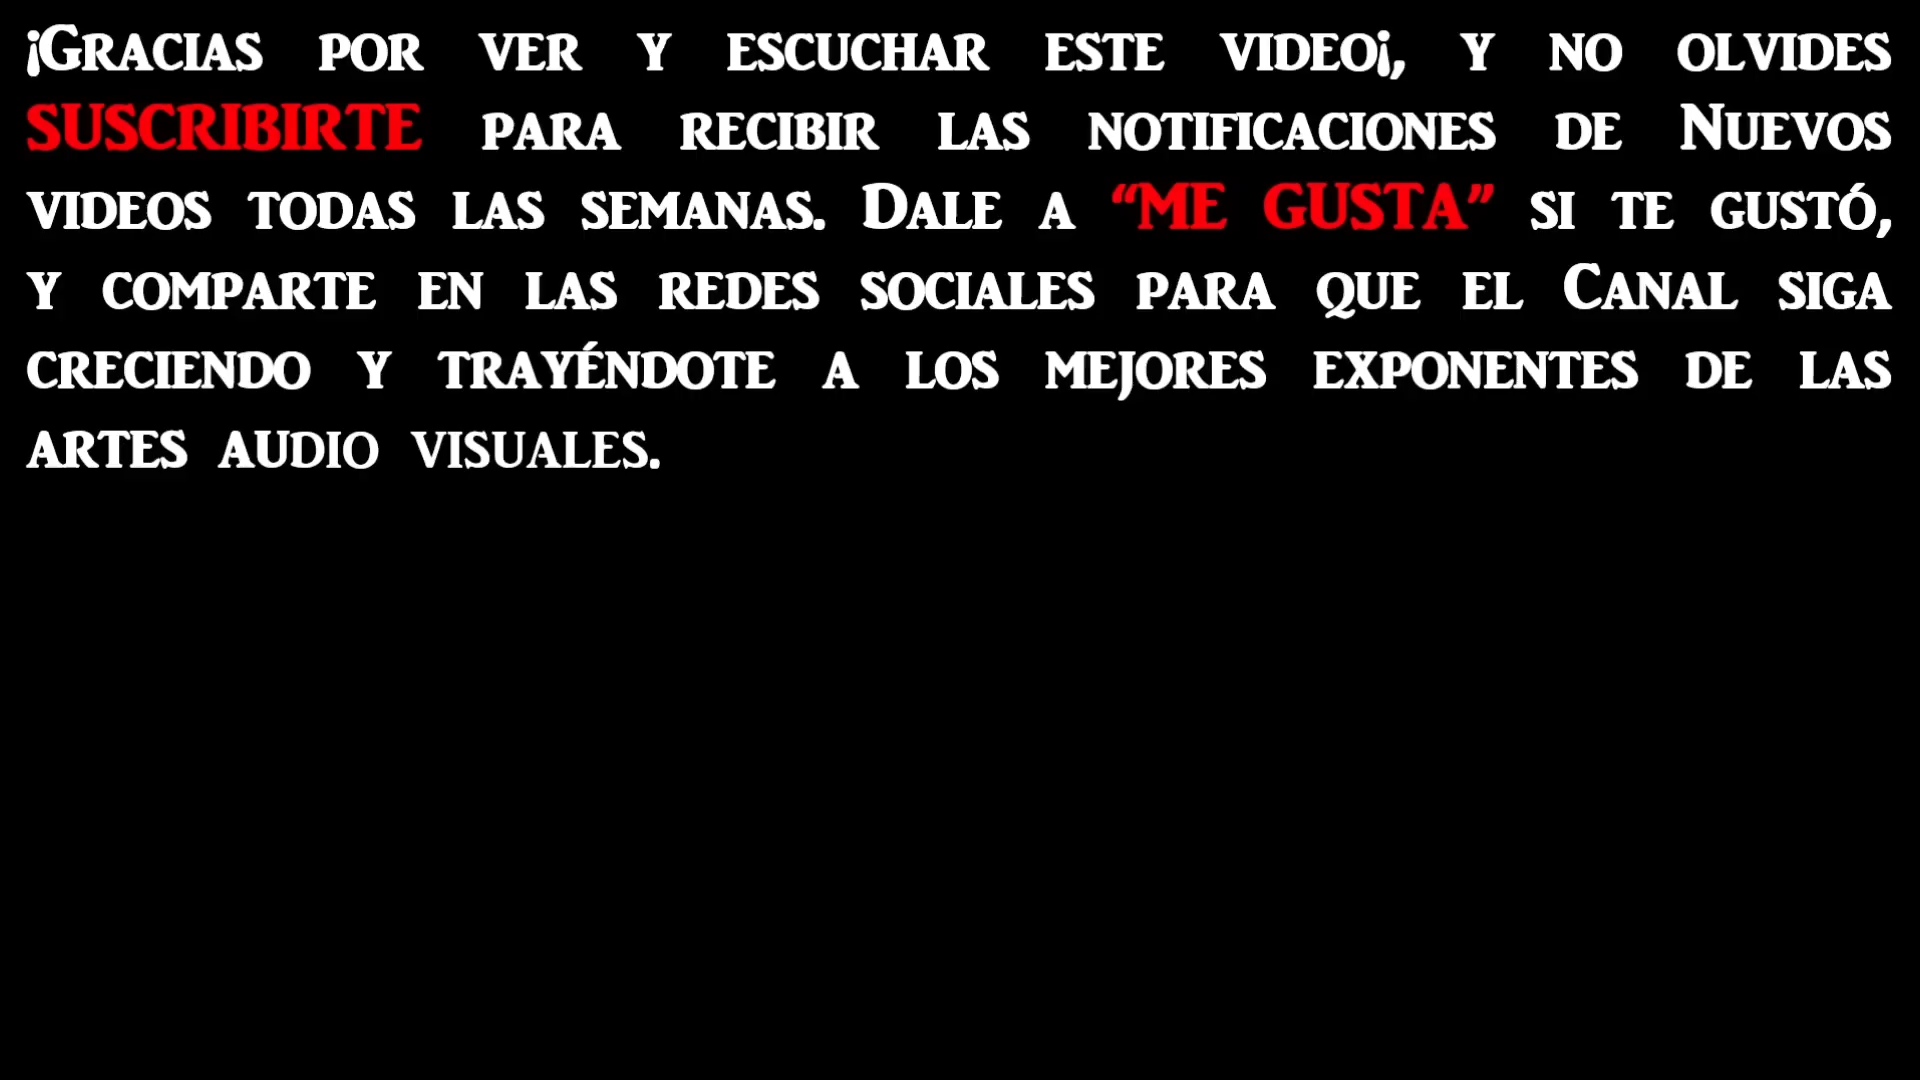 ¡Gracias por ver y escuchar este video¡, y no olvides
SUSCRIBIRTE para recibir las notificaciones de Nuevos
videos todas las semanas. Dale a “ME GUSTA” si te gustó,
y comparte en las redes sociales para que el Canal siga
creciendo y trayéndote a los mejores exponentes de las
artes audio visuales.